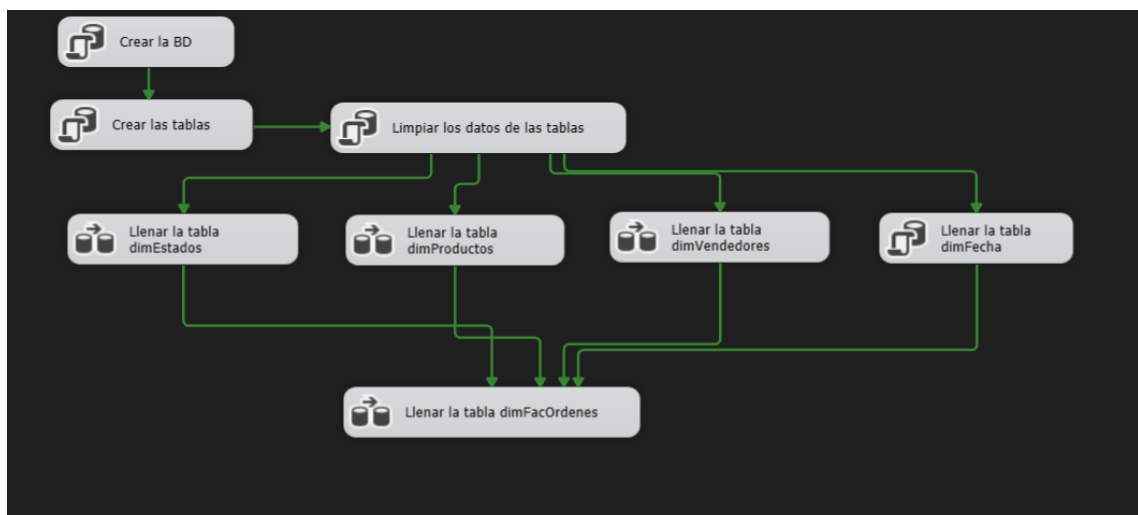 Crear la BD
Crear las tablas
Limpiar los datos de las tablas
Llenar la tabla
dimEstados
Llenar la tabla
dimProductos
Llenar la tabla
dimVendedores
Llenar la tabla
dimFecha
Llenar la tabla dimFacOrdenes